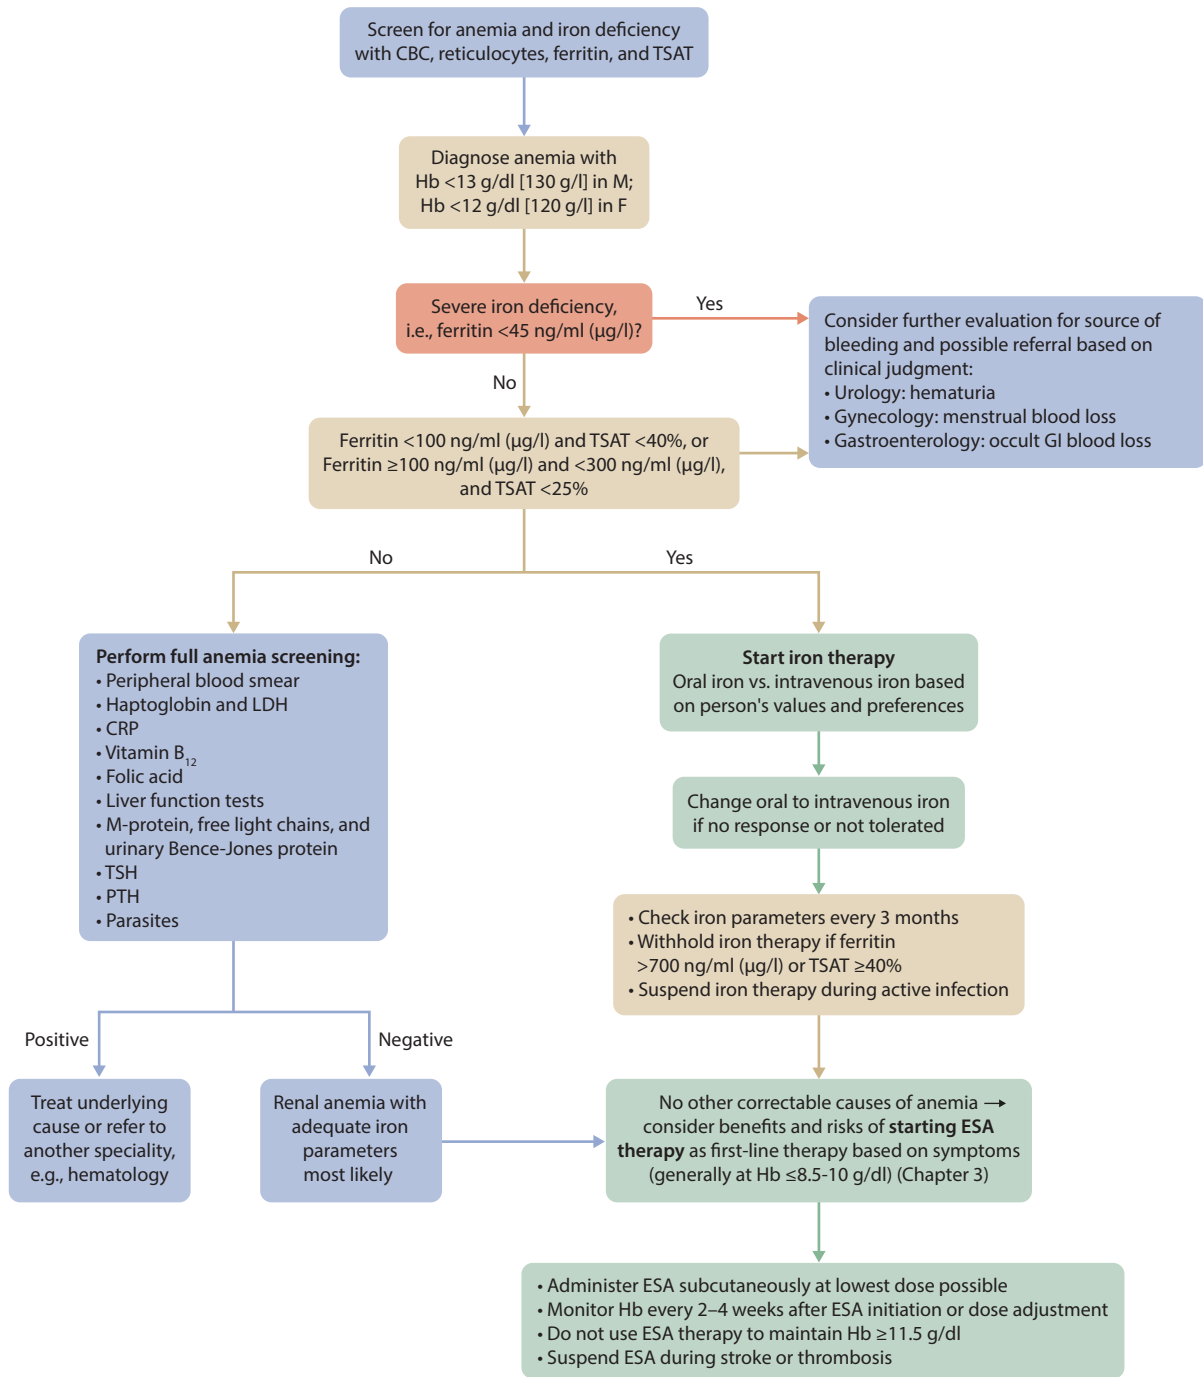 Screen for anemia and iron deficiency
with CBC, reticulocytes, ferritin, and TSAT
Diagnose anemia with
Hb <13 g/dl [130 g/l] in M;
Hb <12 g/dl [120 g/l] in F
Severe iron deficiency,
i.e., ferritin <45 ng/ml (µg/l)?
Yes
Consider further evaluation for source of
bleeding and possible referral based on
clinical judgment:
• Urology: hematuria
• Gynecology: menstrual blood loss
• Gastroenterology: occult GI blood loss
No
Ferritin <100 ng/ml (µg/l) and TSAT <40%, or
Ferritin ≥100 ng/ml (µg/l) and <300 ng/ml (µg/l),
and TSAT <25%
No
Yes
Perform full anemia screening:
• Peripheral blood smear
• Haptoglobin and LDH
• CRP
• Vitamin B₁₂
• Folic acid
• Liver function tests
• M-protein, free light chains, and
urinary Bence-Jones protein
• TSH
• PTH
• Parasites
Start iron therapy
Oral iron vs. intravenous iron based
on person's values and preferences
Change oral to intravenous iron
if no response or not tolerated
• Check iron parameters every 3 months
• Withhold iron therapy if ferritin
>700 ng/ml (µg/l) or TSAT ≥40%
• Suspend iron therapy during active infection
Positive
Negative
Treat underlying
cause or refer to
another speciality,
e.g., hematology
Renal anemia with
adequate iron
parameters
most likely
No other correctable causes of anemia →
consider benefits and risks of starting ESA
therapy as first-line therapy based on symptoms
(generally at Hb ≤8.5-10 g/dl) (Chapter 3)
• Administer ESA subcutaneously at lowest dose possible
• Monitor Hb every 2–4 weeks after ESA initiation or dose adjustment
• Do not use ESA therapy to maintain Hb ≥11.5 g/dl
• Suspend ESA during stroke or thrombosis